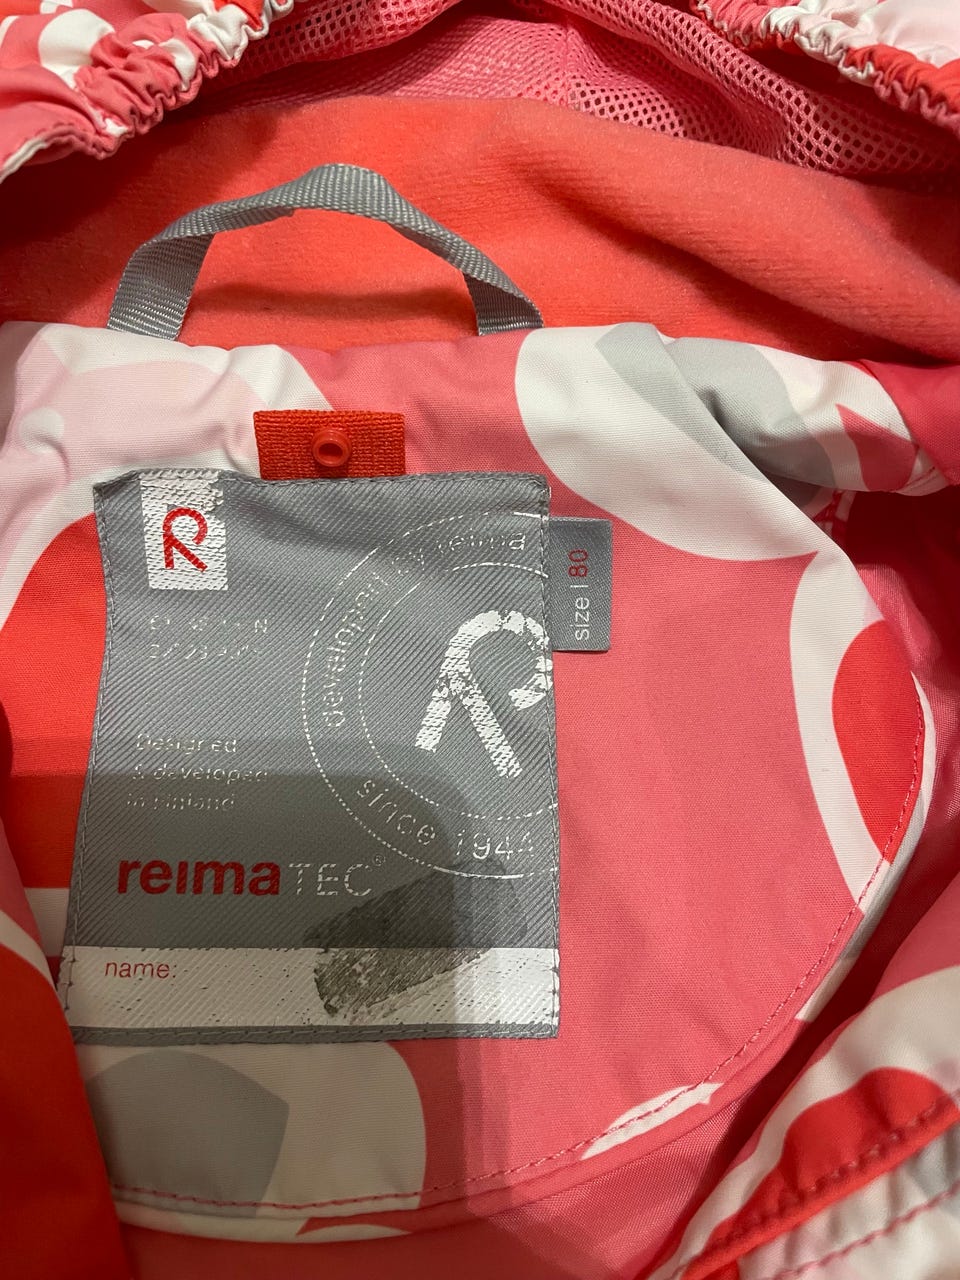 R
developed by reima
size | 80
R
Designed
& developed
in Finland
since 1944
reimaTEC®
name: